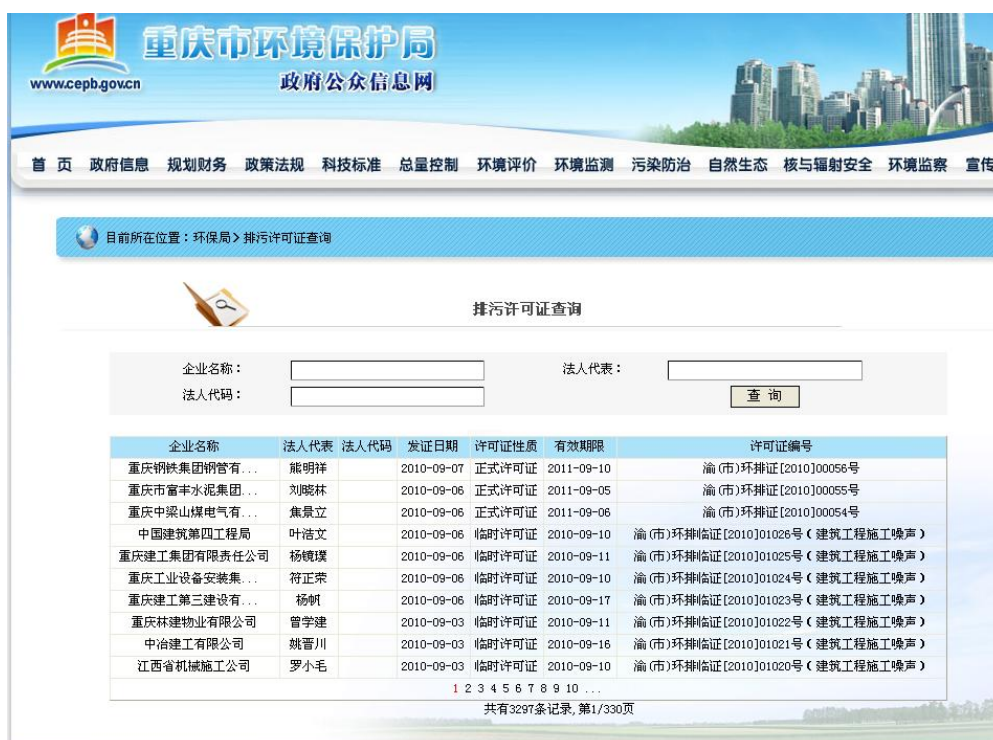 重庆市环境保护局
www.cepb.gov.cn 政府公众信息网
首 页 政府信息 规划财务 政策法规 科技标准 总量控制 环境评价 环境监测 污染防治 自然生态 核与辐射安全 环境监察 宣传
目前所在位置：环保局>排污许可证查询
排污许可证查询
企业名称： 法人代表：
法人代码： 查 询
企业名称 法人代表 法人代码 发证日期 许可证性质 有效期限 许可证编号
重庆钢铁集团钢管有... 熊明祥 2010-09-07 正式许可证 2011-09-10 渝(市)环排证[2010]00056号
重庆市富丰水泥集团... 刘晓林 2010-09-06 正式许可证 2011-09-05 渝(市)环排证[2010]00055号
重庆中梁山煤电气有... 焦景立 2010-09-06 正式许可证 2011-09-06 渝(市)环排证[2010]00054号
中国建筑第四工程局 叶浩文 2010-09-06 临时许可证 2010-09-10 渝(市)环排临证[2010]01026号(建筑工程施工噪声)
重庆建工集团有限责任公司 杨镜璞 2010-09-06 临时许可证 2010-09-11 渝(市)环排临证[2010]01025号(建筑工程施工噪声)
重庆工业设备安装集... 符正荣 2010-09-06 临时许可证 2010-09-10 渝(市)环排临证[2010]01024号(建筑工程施工噪声)
重庆建工第三建设有... 杨帆 2010-09-06 临时许可证 2010-09-17 渝(市)环排临证[2010]01023号(建筑工程施工噪声)
重庆林建物业有限公司 曾学建 2010-09-03 临时许可证 2010-09-11 渝(市)环排临证[2010]01022号(建筑工程施工噪声)
中冶建工有限公司 姚晋川 2010-09-03 临时许可证 2010-09-16 渝(市)环排临证[2010]01021号(建筑工程施工噪声)
江西省机械施工公司 罗小毛 2010-09-03 临时许可证 2010-09-10 渝(市)环排临证[2010]01020号(建筑工程施工噪声)
1 2 3 4 5 6 7 8 9 10 ...
共有3297条记录,第1/330页